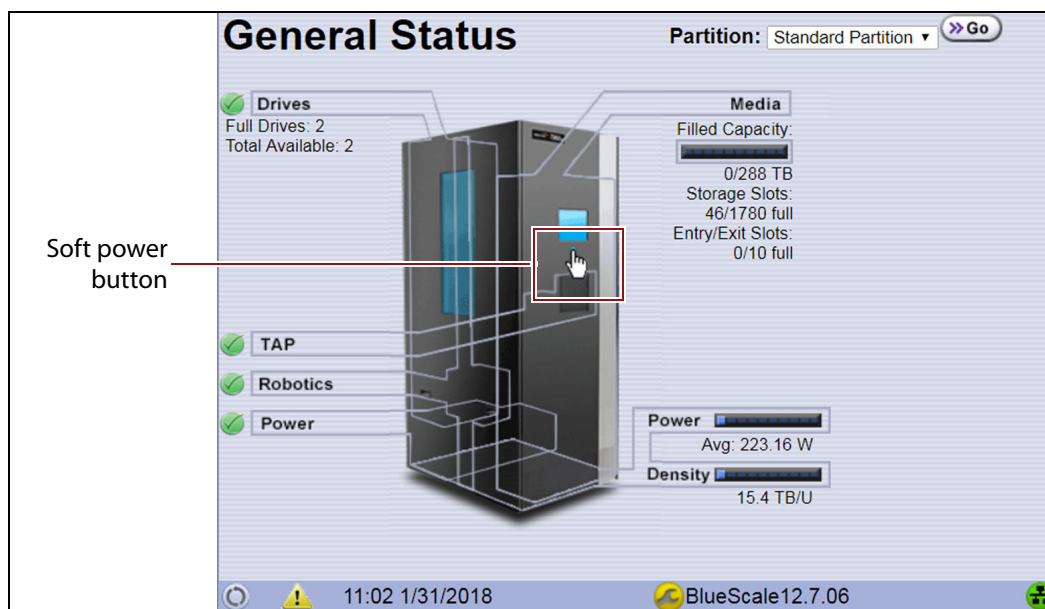 General Status
Partition: Standard Partition
Go
Drives
Full Drives: 2
Total Available: 2
Media
Filled Capacity:
0/288 TB
Storage Slots:
46/1780 full
Entry/Exit Slots:
0/10 full
Soft power
button
TAP
Robotics
Power
Power
Avg: 223.16 W
Density
15.4 TB/U
11:02 1/31/2018
BlueScale12.7.06